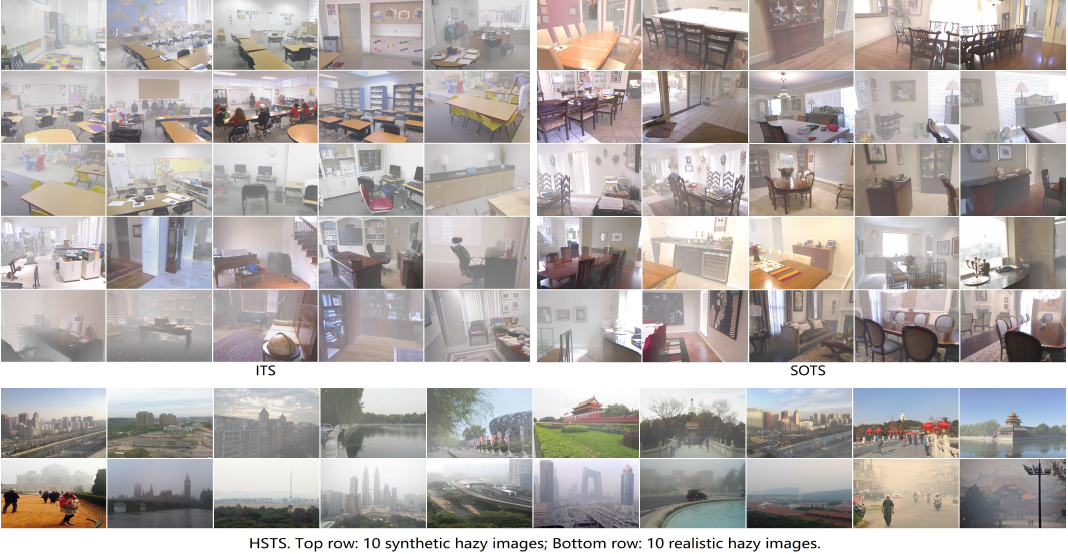 ITS
SOTS
HSTS. Top row: 10 synthetic hazy images; Bottom row: 10 realistic hazy images.